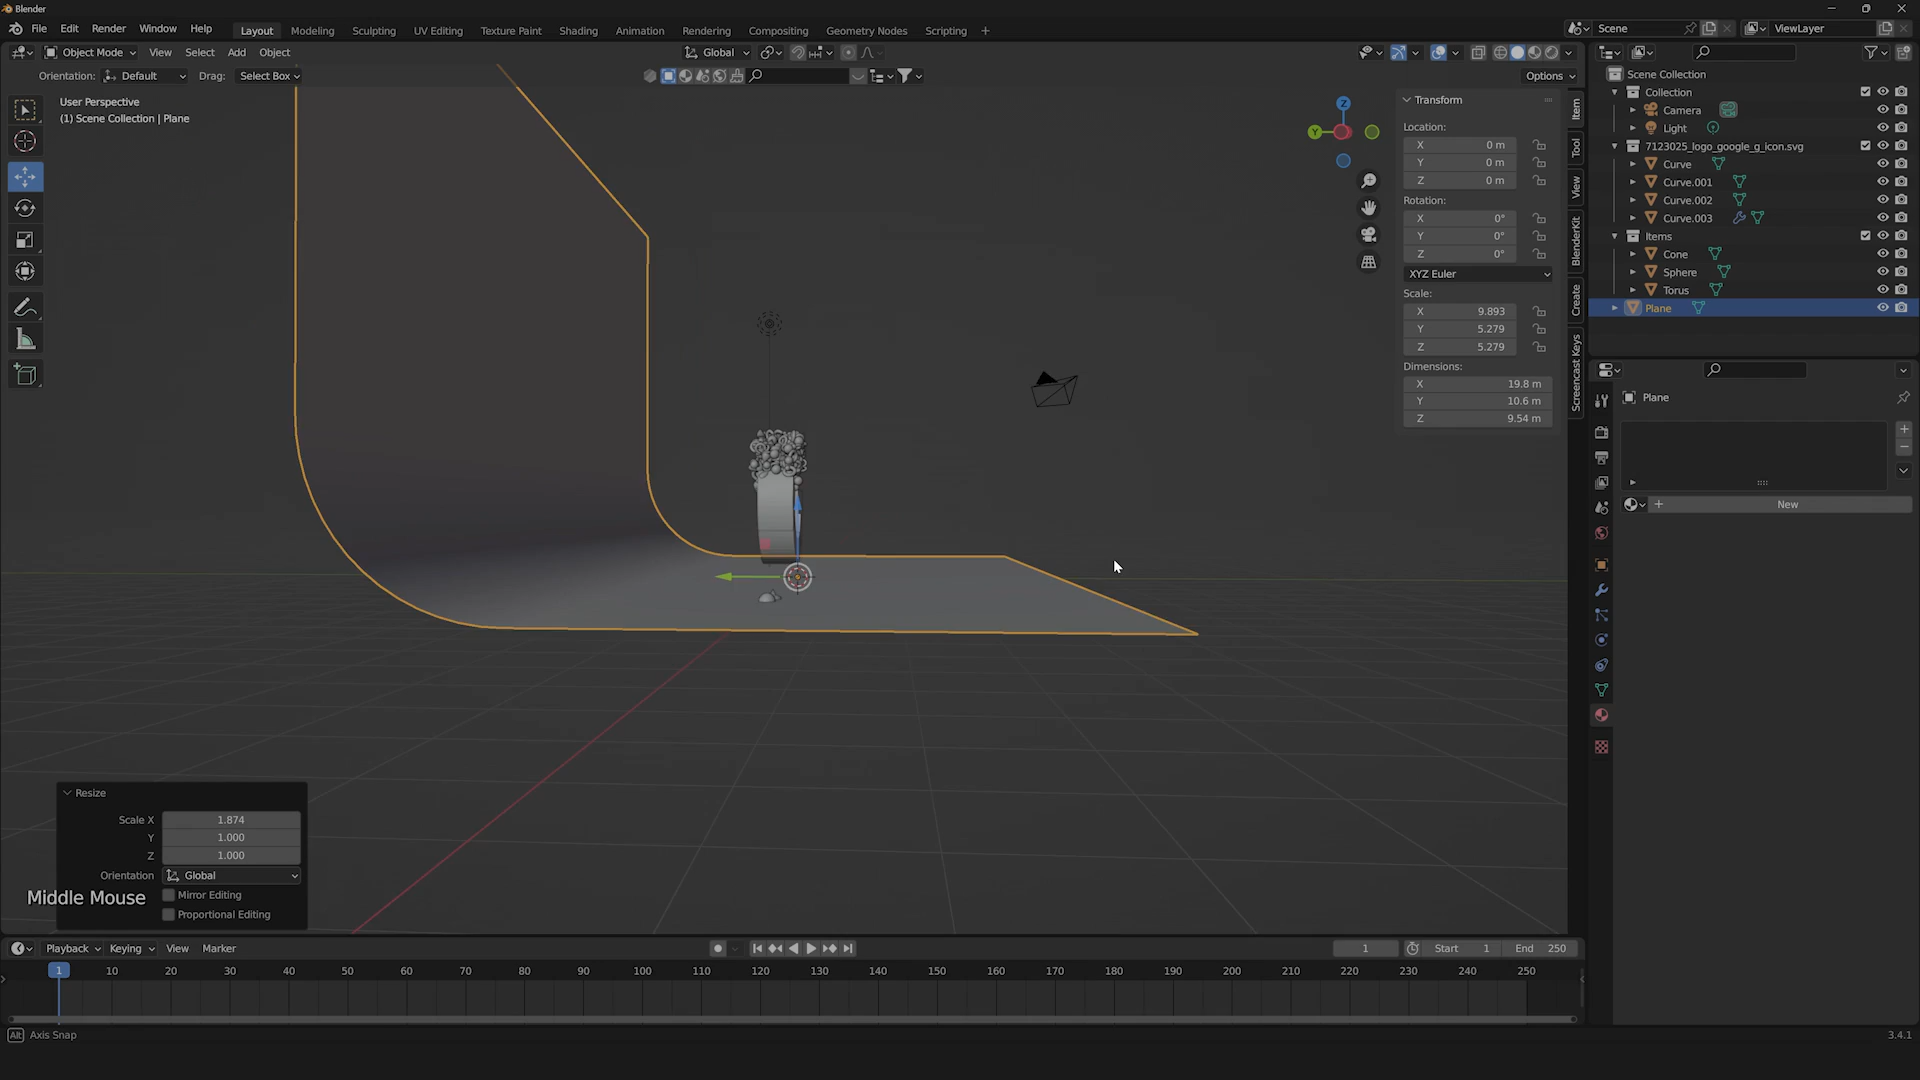 Blender
File Edit Render Window Help
Layout Modeling Sculpting UV Editing Texture Paint Shading Animation Rendering Compositing Geometry Nodes Scripting +
Scene
ViewLayer
Object Mode View Select Add Object
Global
Orientation: Default Drag: Select Box
Options
User Perspective
(1) Scene Collection | Plane
Z
Y
Transform
Location:
X 0 m
Y 0 m
Z 0 m
Rotation:
X 0°
Y 0°
Z 0°
XYZ Euler
Scale:
X 9.893
Y 5.279
Z 5.279
Dimensions:
X 19.8 m
Y 10.6 m
Z 9.54 m
Item
Tool
View
BlenderKit
Create
Screencast Keys
Scene Collection
Collection
Camera
Light
7123025_logo_google_g_icon.svg
Curve
Curve.001
Curve.002
Curve.003
Items
Cone
Sphere
Torus
Plane
Plane
New
Resize
Scale X 1.874
Y 1.000
Z 1.000
Orientation Global
Mirror Editing
Proportional Editing
Middle Mouse
Playback Keying View Marker
1 Start 1 End 250
1 10 20 30 40 50 60 70 80 90 100 110 120 130 140 150 160 170 180 190 200 210 220 230 240 250
Alt Axis Snap
3.4.1